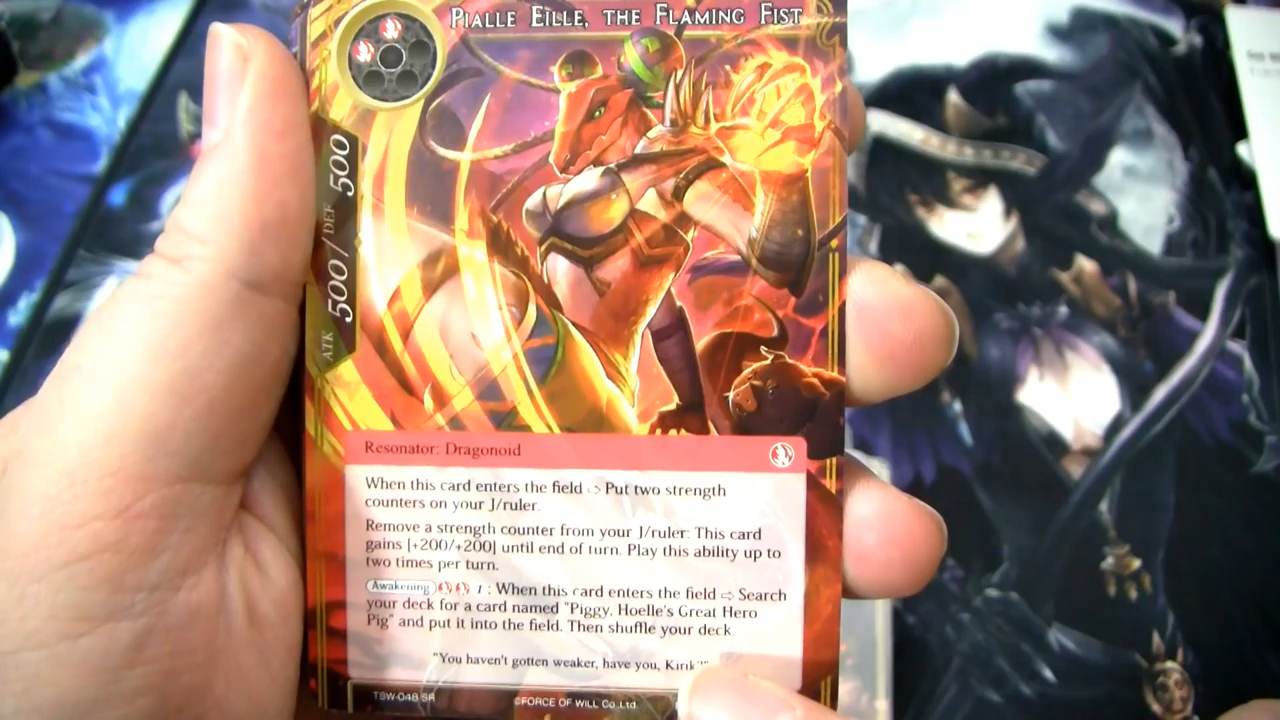 Pialle Eille, the Flaming Fist
ATK 500 / DEF 500
Resonator: Dragonoid
When this card enters the field ⇨ Put two strength
counters on your J/ruler.
Remove a strength counter from your J/ruler: This card
gains [+200/+200] until end of turn. Play this ability up to
two times per turn.
Awakening 1 : When this card enters the field ⇨ Search
your deck for a card named "Piggy, Hoelle's Great Hero
Pig" and put it into the field. Then shuffle your deck.
"You haven't gotten weaker, have you, Kirik?"
TSW-048 SR
©FORCE OF WILL Co.,Ltd.